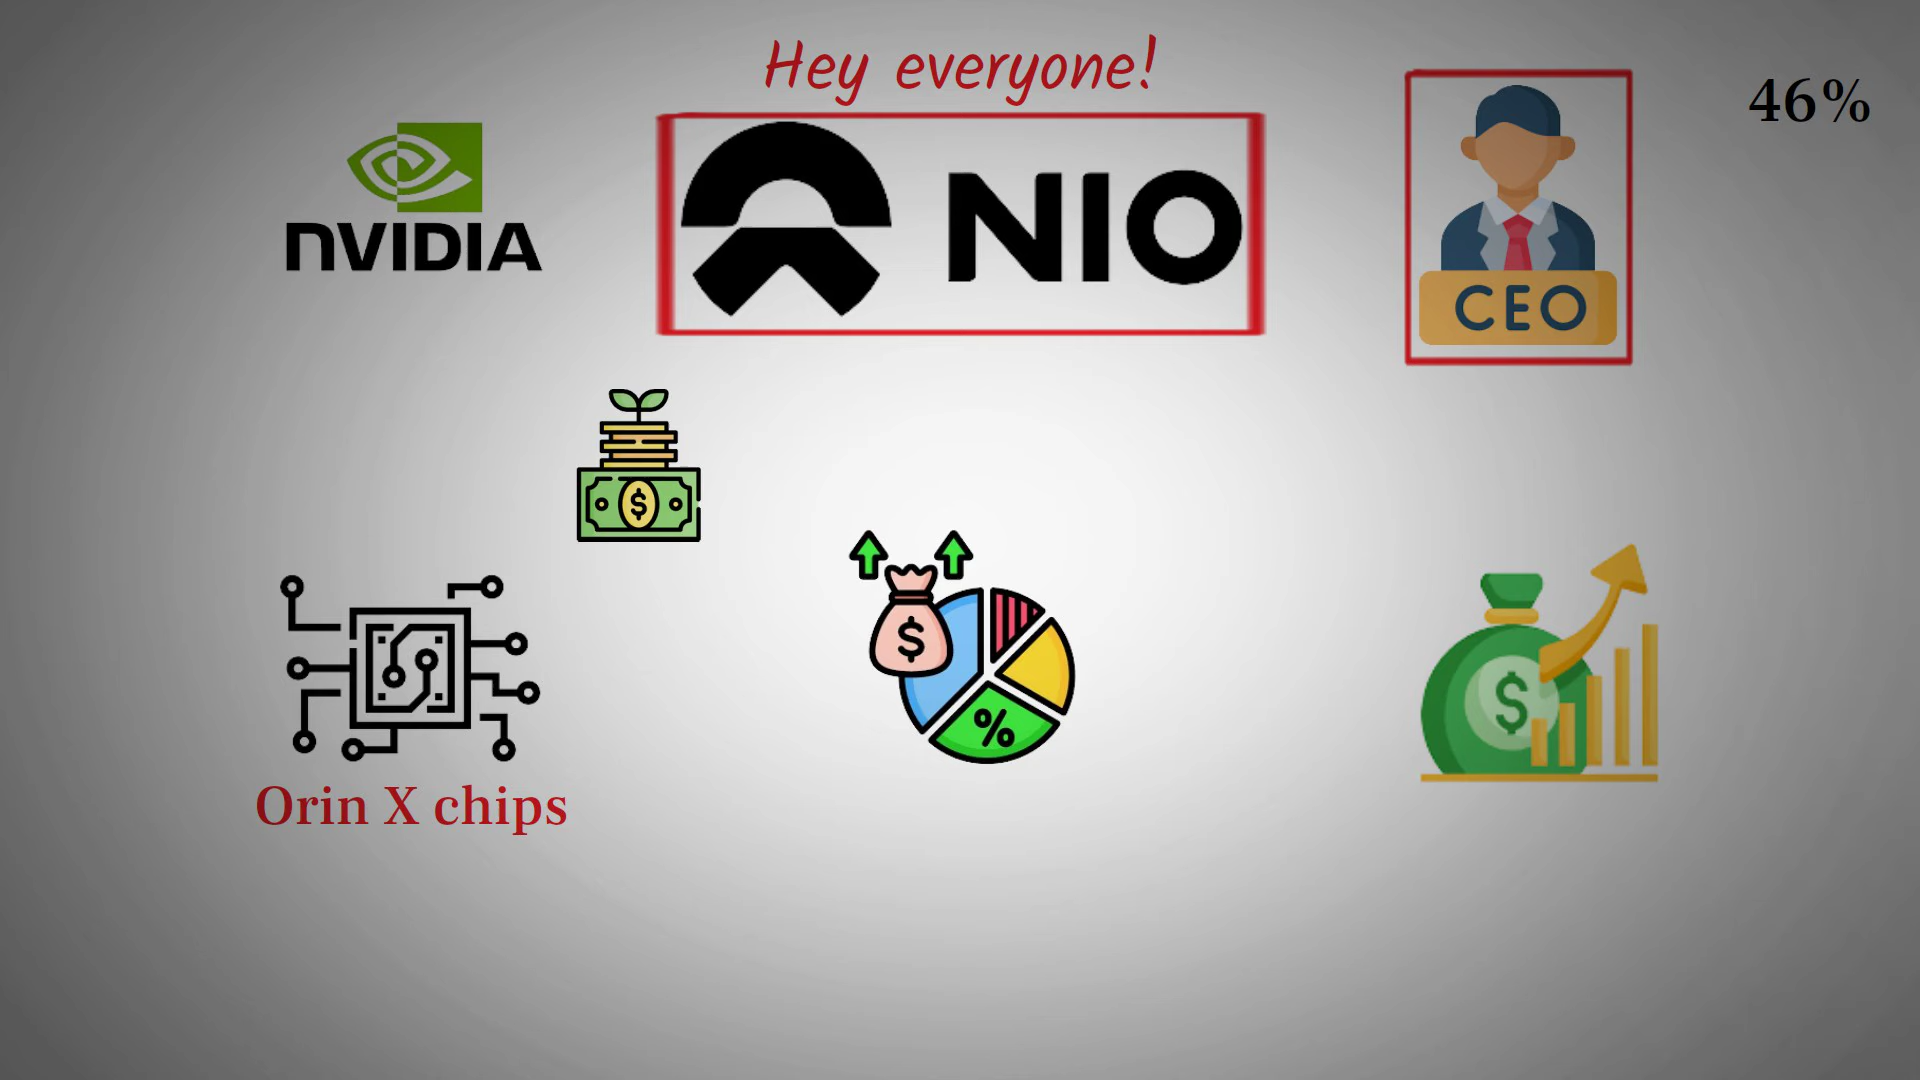 Hey everyone!
46%
NVIDIA
NIO
CEO
$
$
%
$
Orin X chips